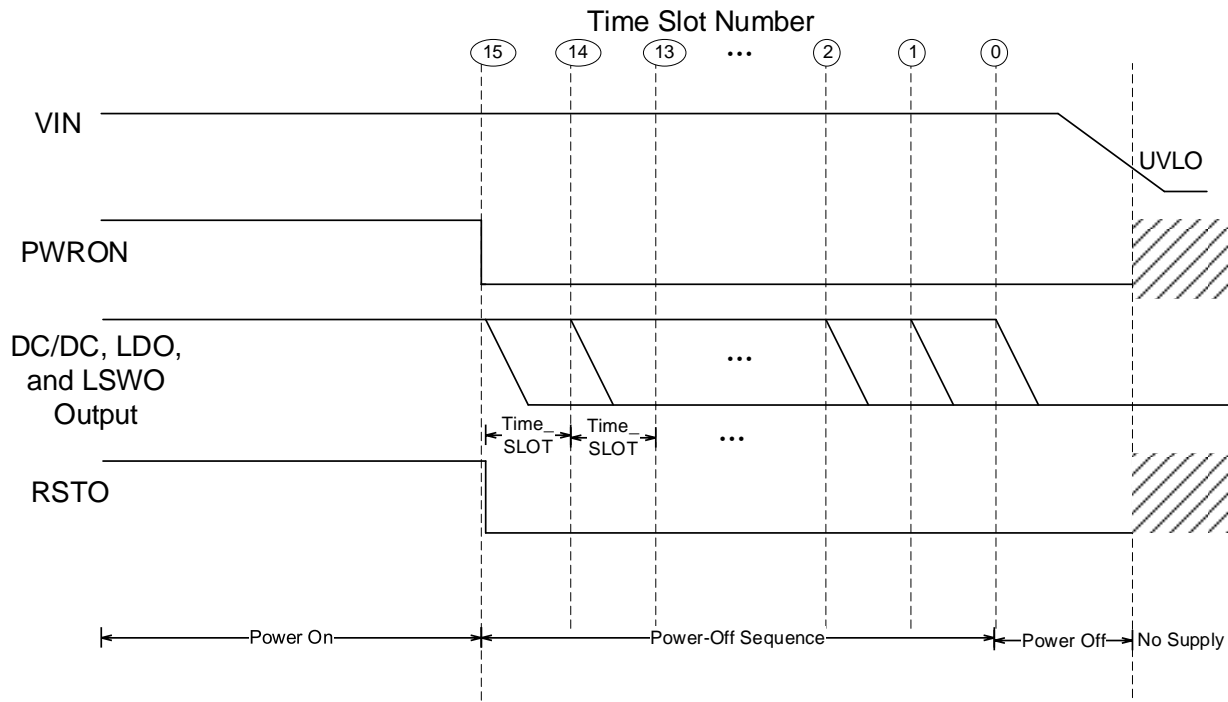 Time Slot Number
15 14 13 ... 2 1 0
VIN
UVLO
PWRON
DC/DC, LDO,
and LSWO
Output
...
Time_
SLOT
Time_
SLOT
...
RSTO
Power On
Power-Off Sequence
Power Off
No Supply